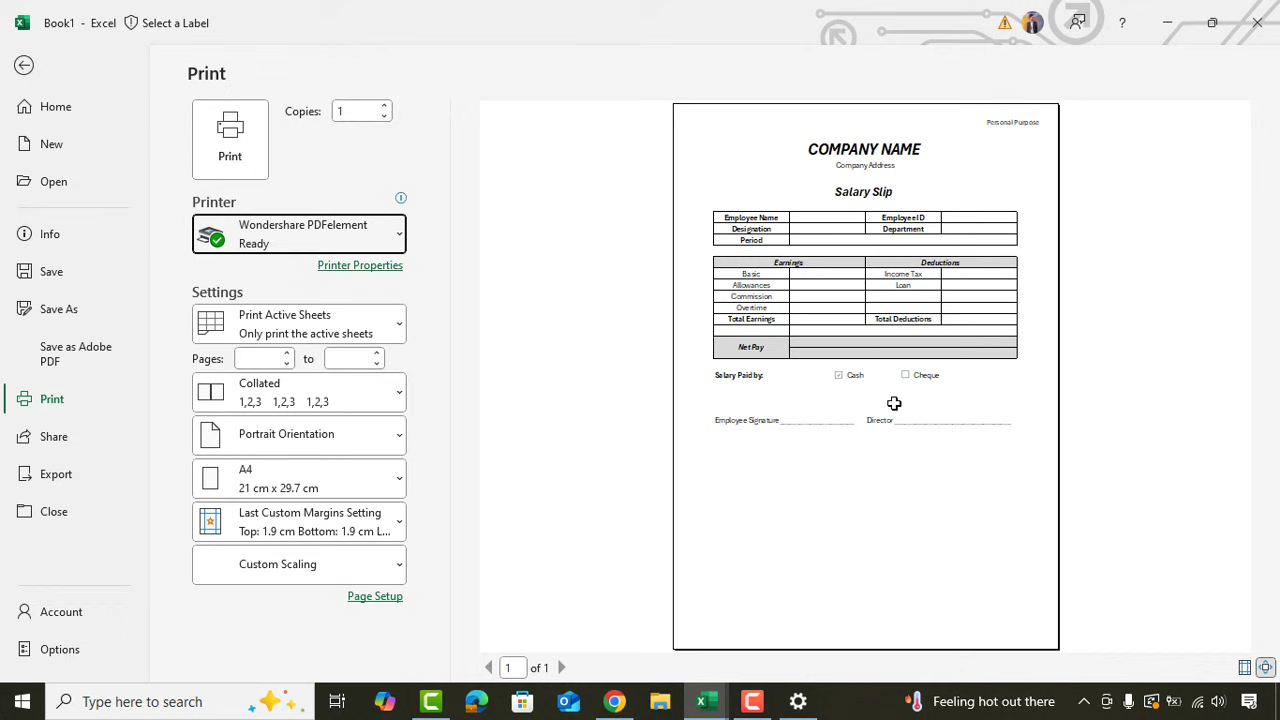 Book1 - Excel Select a Label
?
Print
Home
New
Open
Info
Save
Save As
Save as Adobe
PDF
Print
Share
Export
Close
Account
Options
Print
Copies: 1
Printer
Wondershare PDFelement
Ready
Printer Properties
Settings
Print Active Sheets
Only print the active sheets
Pages: to
Collated
1,2,3 1,2,3 1,2,3
Portrait Orientation
A4
21 cm x 29.7 cm
Last Custom Margins Setting
Top: 1.9 cm Bottom: 1.9 cm L...
Custom Scaling
Page Setup
Personal Purpose
COMPANY NAME
Company Address
Salary Slip
Employee Name Employee ID
Designation Department
Period
Earnings Deductions
Basic Income Tax
Allowances Loan
Commission
Overtime
Total Earnings Total Deductions
Net Pay
Salary Paid by: Cash Cheque
Employee Signature Director
1 of 1
Type here to search
Feeling hot out there